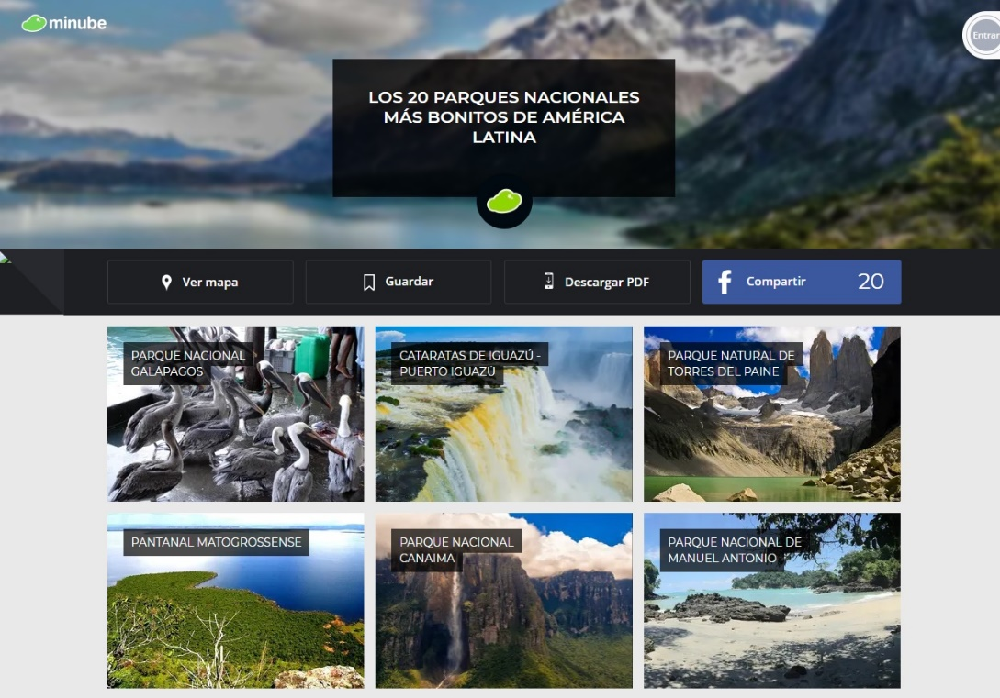 minube
Entrar
LOS 20 PARQUES NACIONALES
MÁS BONITOS DE AMÉRICA
LATINA
Ver mapa
Guardar
Descargar PDF
Compartir
20
PARQUE NACIONAL
GALÁPAGOS
CATARATAS DE IGUAZÚ -
PUERTO IGUAZÚ
PARQUE NATURAL DE
TORRES DEL PAINE
PANTANAL MATOGROSSENSE
PARQUE NACIONAL
CANAIMA
PARQUE NACIONAL DE
MANUEL ANTONIO